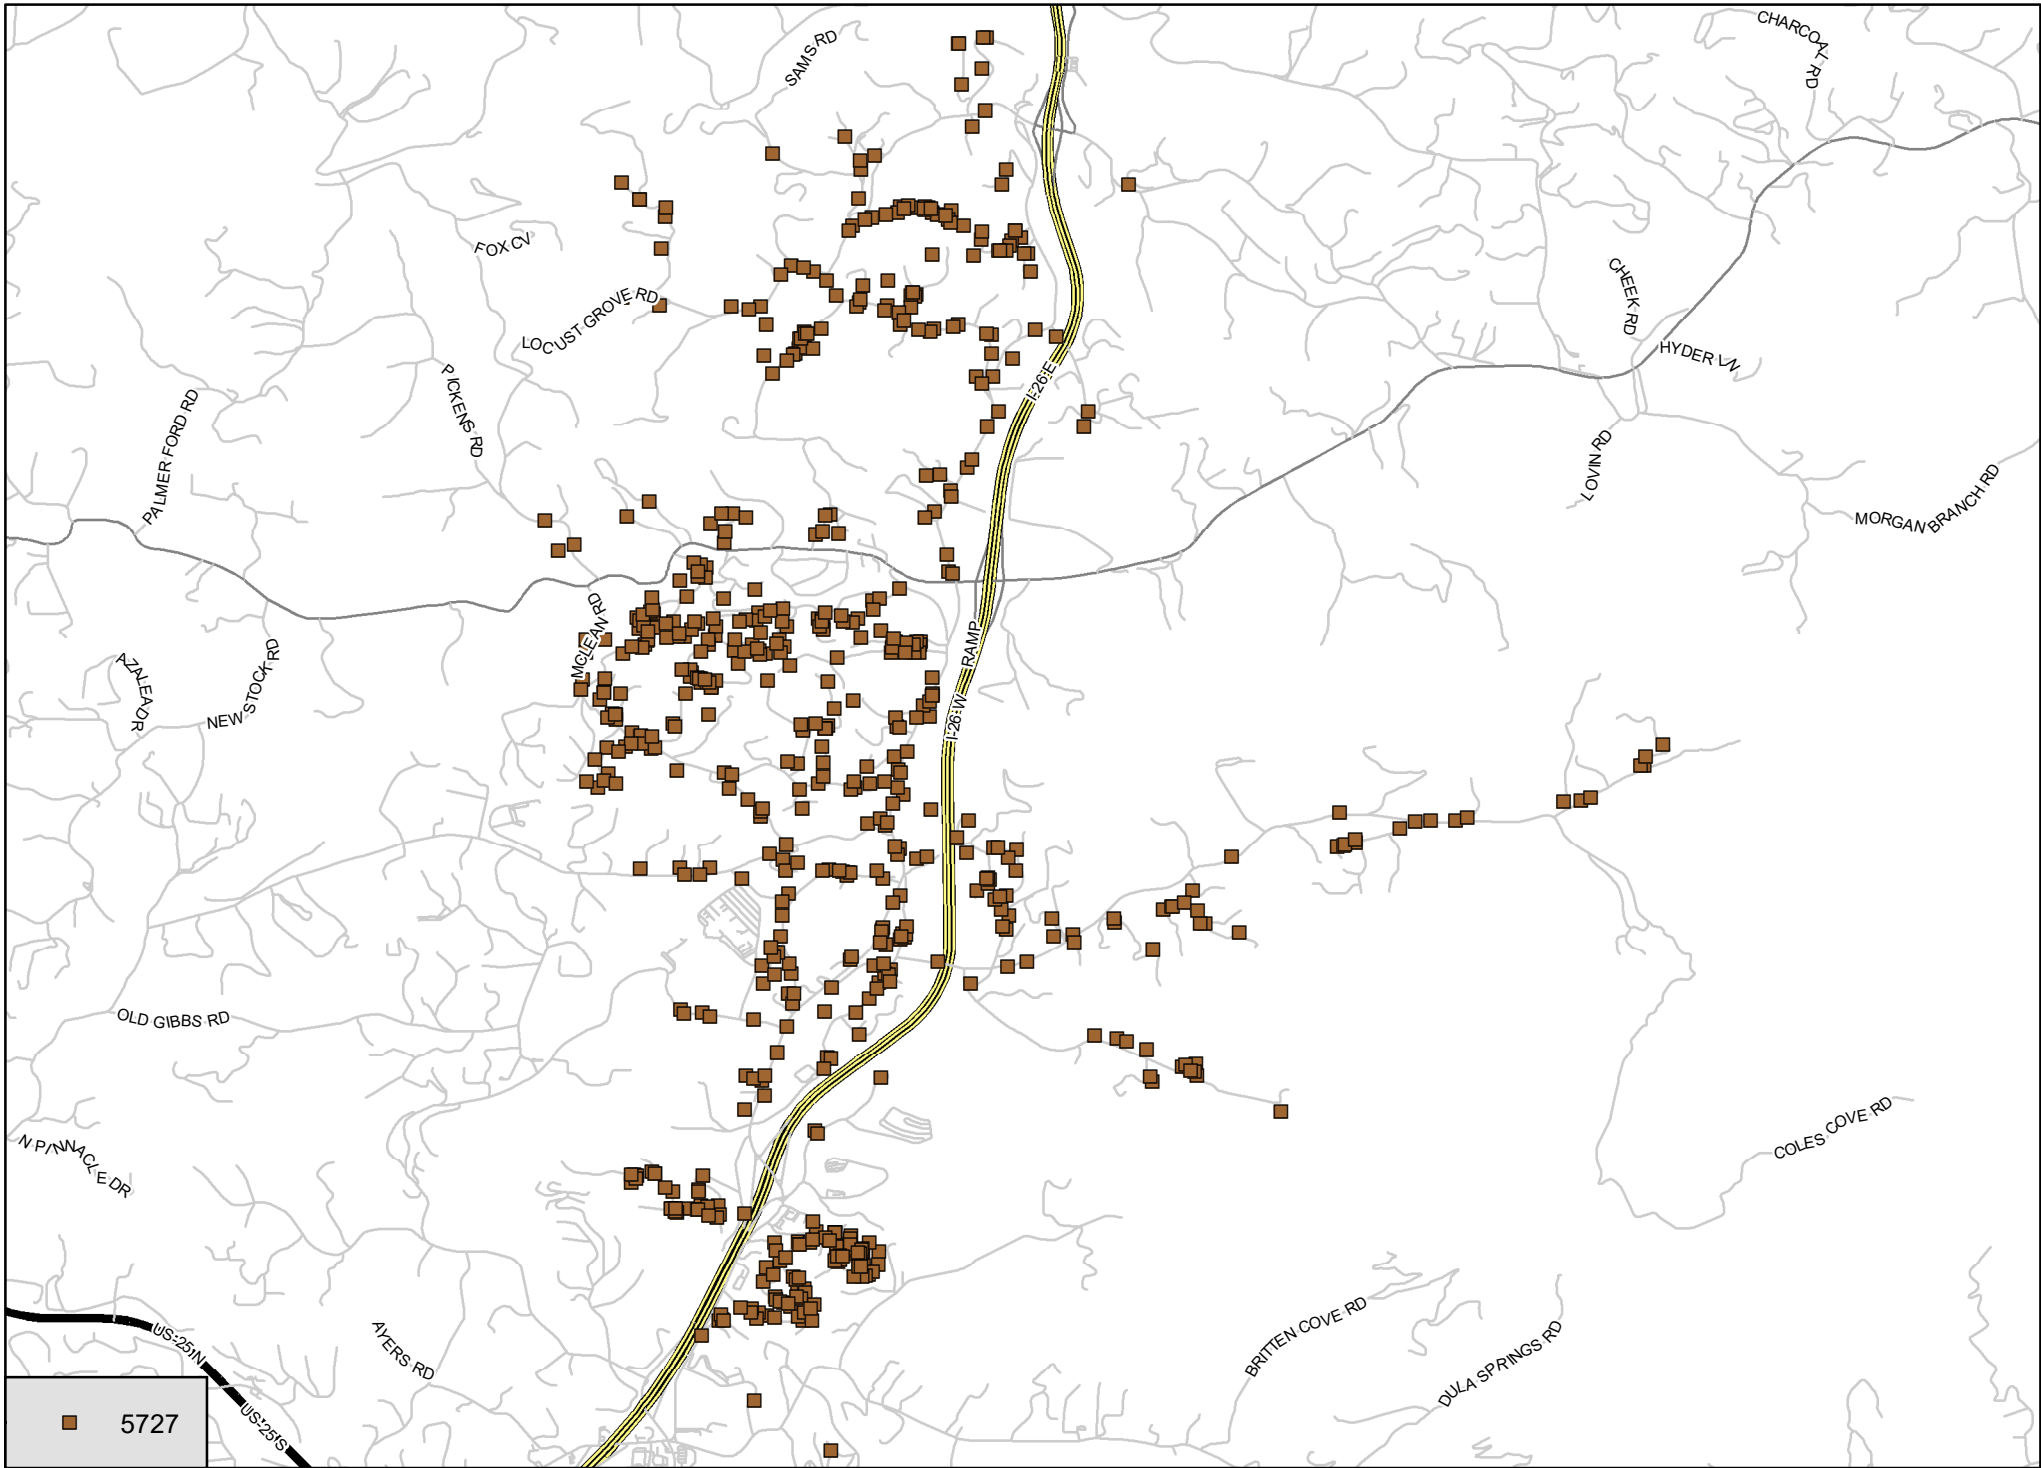 CHARCOAL RD
SAMS RD
FOX CV
LOCUST GROVE RD
CHEEK RD
HYDER LN
I-26 E
PICKENS RD
PALMER FORD RD
LOVIN RD
MORGAN BRANCH RD
MCLEAN RD
RAMP
AZALEA DR
NEW STOCK RD
I-26 W
OLD GIBBS RD
N PINNACLE DR
COLES COVE RD
US-251N
AYERS RD
BRITTEN COVE RD
DULA SPRINGS RD
US-251S
5727